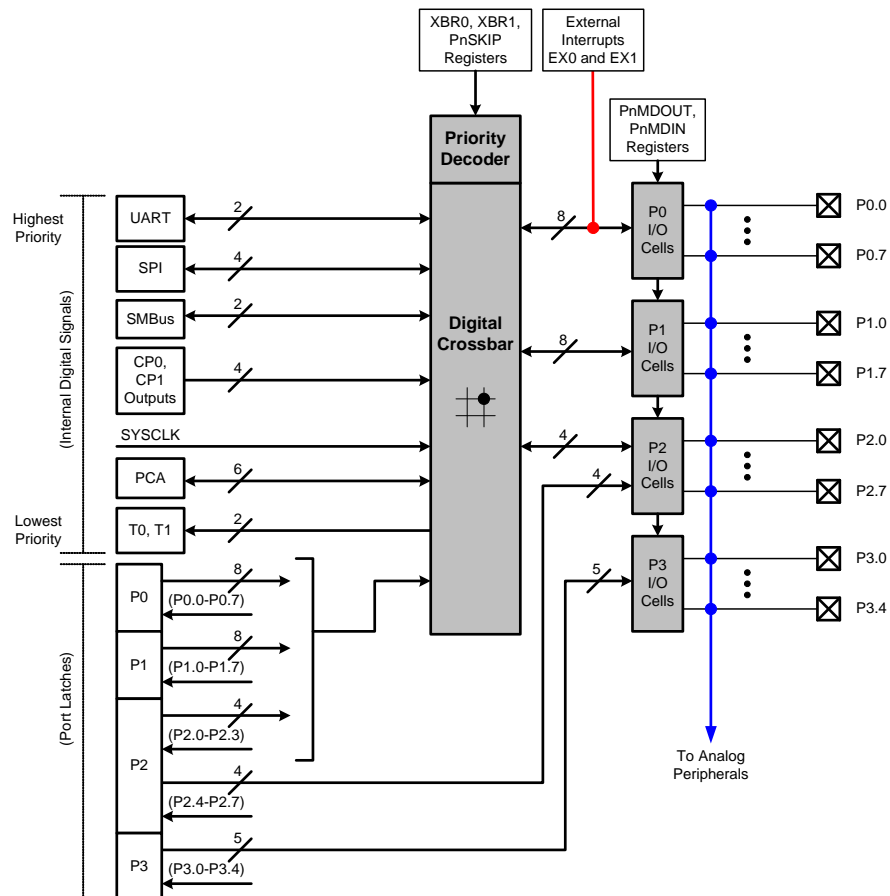 XBR0, XBR1,
PnSKIP
Registers
External
Interrupts
EX0 and EX1
PnMDOUT,
PnMDIN
Registers
Priority
Decoder
Highest
Priority
UART
2
8
P0
I/O
Cells
P0.0
P0.7
SPI
4
SMBus
2
(Internal Digital Signals)
Digital
Crossbar
8
P1
I/O
Cells
P1.0
P1.7
CP0,
CP1
Outputs
4
SYSCLK
4
P2
I/O
Cells
P2.0
P2.7
4
PCA
6
Lowest
Priority
T0, T1
2
P3
I/O
Cells
5
P3.0
P3.4
(Port Latches)
P0
8
(P0.0-P0.7)
P1
8
(P1.0-P1.7)
P2
4
(P2.0-P2.3)
4
(P2.4-P2.7)
P3
5
(P3.0-P3.4)
To Analog
Peripherals